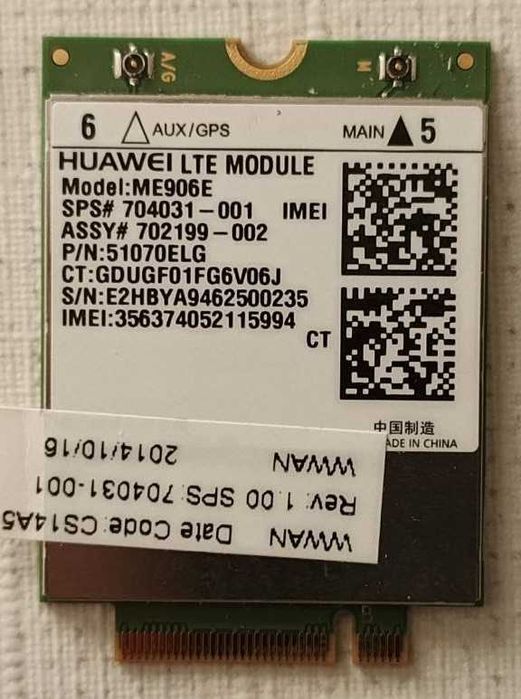 A/G
M
6 AUX/GPS MAIN 5
HUAWEI LTE MODULE
Model:ME906E
SPS# 704031-001 IMEI
ASSY# 702199-002
P/N:51070ELG
CT:GDUGF01FG6V06J
S/N:E2HBYA9462500235
IMEI:356374052115994
CT
中国制造
ADE IN CHINA
WWAN Date Code:CS14A5
Rev: 1.00 SPS:704031-001
WWAN 2014/10/16